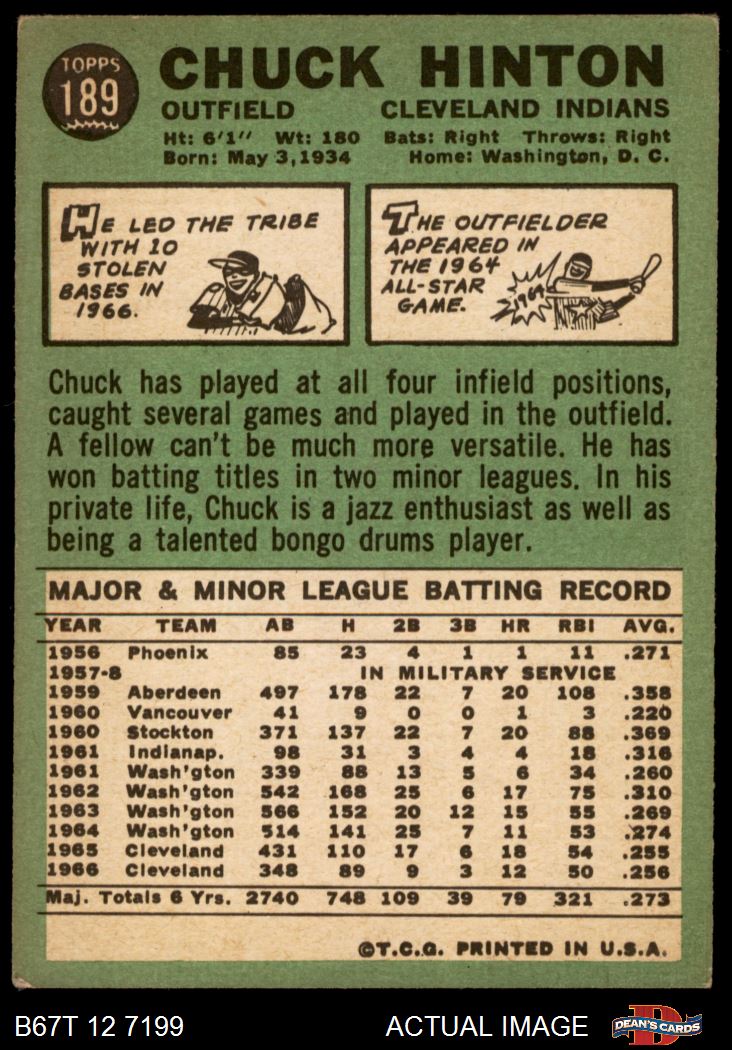 TOPPS
189
CHUCK HINTON
OUTFIELD CLEVELAND INDIANS
Ht: 6'1" Wt: 180 Bats: Right Throws: Right
Born: May 3, 1934 Home: Washington, D. C.
HE LED THE TRIBE
WITH 10
STOLEN
BASES IN
1966.
THE OUTFIELDER
APPEARED IN
THE 1964
ALL-STAR
GAME.
1964
Chuck has played at all four infield positions,
caught several games and played in the outfield.
A fellow can't be much more versatile. He has
won batting titles in two minor leagues. In his
private life, Chuck is a jazz enthusiast as well as
being a talented bongo drums player.
MAJOR & MINOR LEAGUE BATTING RECORD
YEAR TEAM AB H 2B 3B HR RBI AVG.
1956 Phoenix 85 23 4 1 1 11 .271
1957-8 IN MILITARY SERVICE
1959 Aberdeen 497 178 22 7 20 108 .358
1960 Vancouver 41 9 0 0 1 3 .220
1960 Stockton 371 137 22 7 20 88 .369
1961 Indianap. 98 31 3 4 4 18 .316
1961 Wash'gton 339 88 13 5 6 34 .260
1962 Wash'gton 542 168 25 6 17 75 .310
1963 Wash'gton 566 152 20 12 15 55 .269
1964 Wash'gton 514 141 25 7 11 53 .274
1965 Cleveland 431 110 17 6 18 54 .255
1966 Cleveland 348 89 9 3 12 50 .256
Maj. Totals 6 Yrs. 2740 748 109 39 79 321 .273
©T.C.G. PRINTED IN U.S.A.
B67T 12 7199 ACTUAL IMAGE
D
DEAN'S CARDS